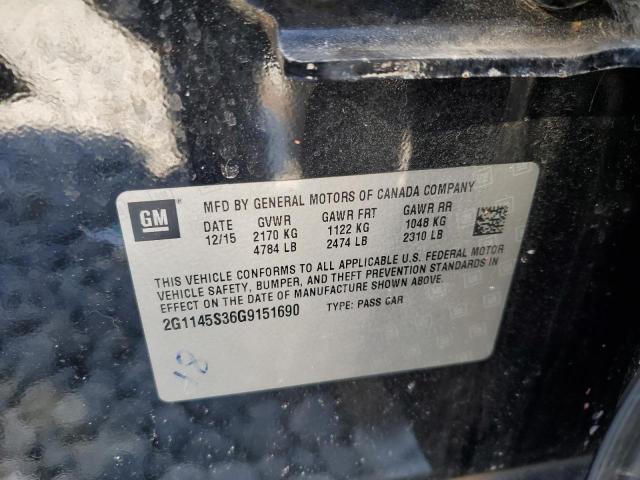 GM
MFD BY GENERAL MOTORS OF CANADA COMPANY
DATE GVWR GAWR FRT GAWR RR
12/15 2170 KG 1122 KG 1048 KG
4784 LB 2474 LB 2310 LB
THIS VEHICLE CONFORMS TO ALL APPLICABLE U.S. FEDERAL MOTOR
VEHICLE SAFETY, BUMPER, AND THEFT PREVENTION STANDARDS IN
EFFECT ON THE DATE OF MANUFACTURE SHOWN ABOVE.
2G1145S36G9151690 TYPE: PASS CAR